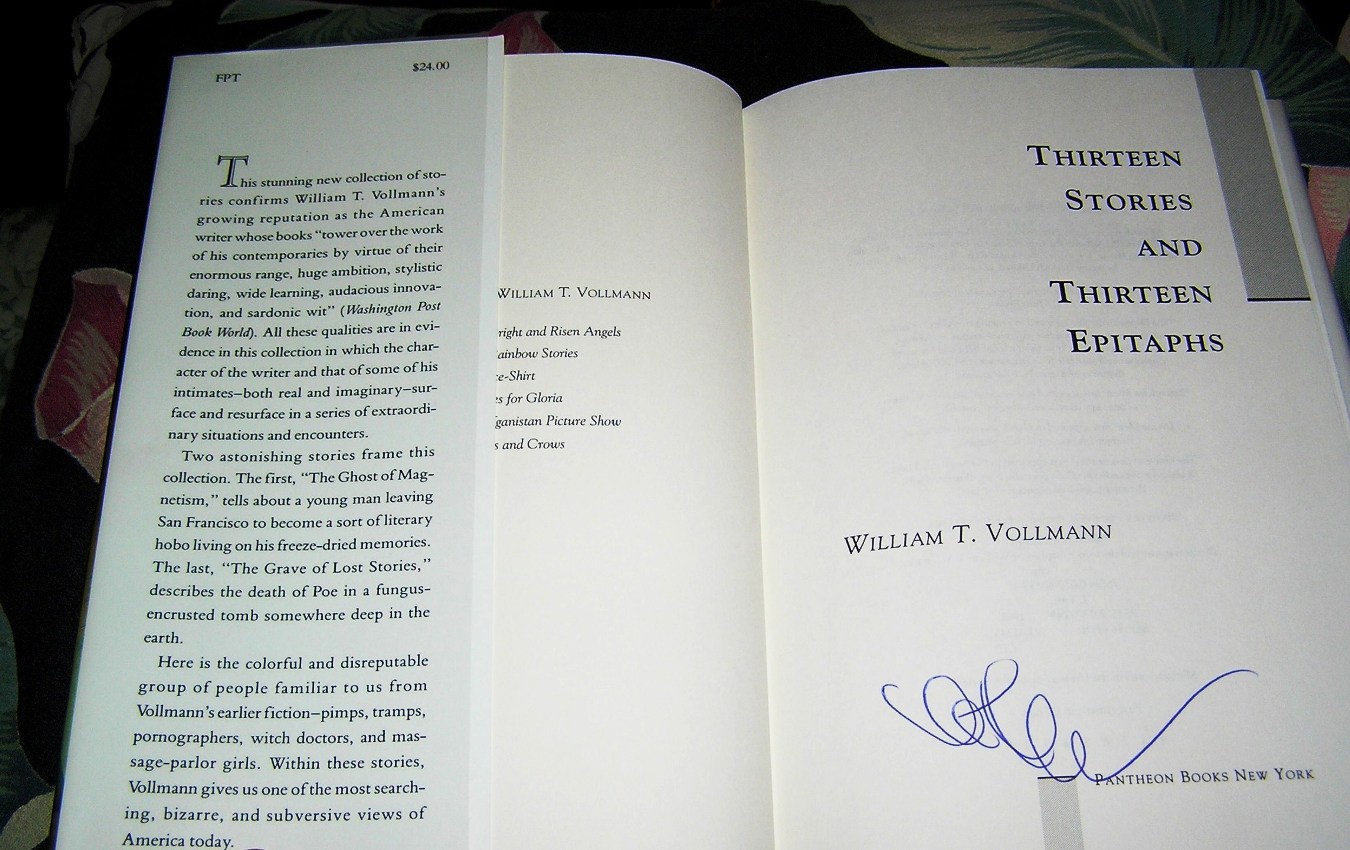 FPT
$24.00
This stunning new collection of sto-
ries confirms William T. Vollmann's
growing reputation as the American
writer whose books "tower over the work
of his contemporaries by virtue of their
enormous range, huge ambition, stylistic
daring, wide learning, audacious innova-
tion, and sardonic wit" (Washington Post
Book World). All these qualities are in evi-
dence in this collection in which the char-
acter of the writer and that of some of his
intimates—both real and imaginary—sur-
face and resurface in a series of extraordi-
nary situations and encounters.
Two astonishing stories frame this
collection. The first, "The Ghost of Mag-
netism," tells about a young man leaving
San Francisco to become a sort of literary
hobo living on his freeze-dried memories.
The last, "The Grave of Lost Stories,"
describes the death of Poe in a fungus-
encrusted tomb somewhere deep in the
earth.
Here is the colorful and disreputable
group of people familiar to us from
Vollmann's earlier fiction—pimps, tramps,
pornographers, witch doctors, and mas-
sage-parlor girls. Within these stories,
Vollmann gives us one of the most search-
ing, bizarre, and subversive views of
America today.
WILLIAM T. VOLLMANN
right and Risen Angels
ainbow Stories
e-Shirt
s for Gloria
fganistan Picture Show
s and Crows
THIRTEEN
STORIES
AND
THIRTEEN
EPITAPHS
WILLIAM T. VOLLMANN
PANTHEON BOOKS NEW YORK